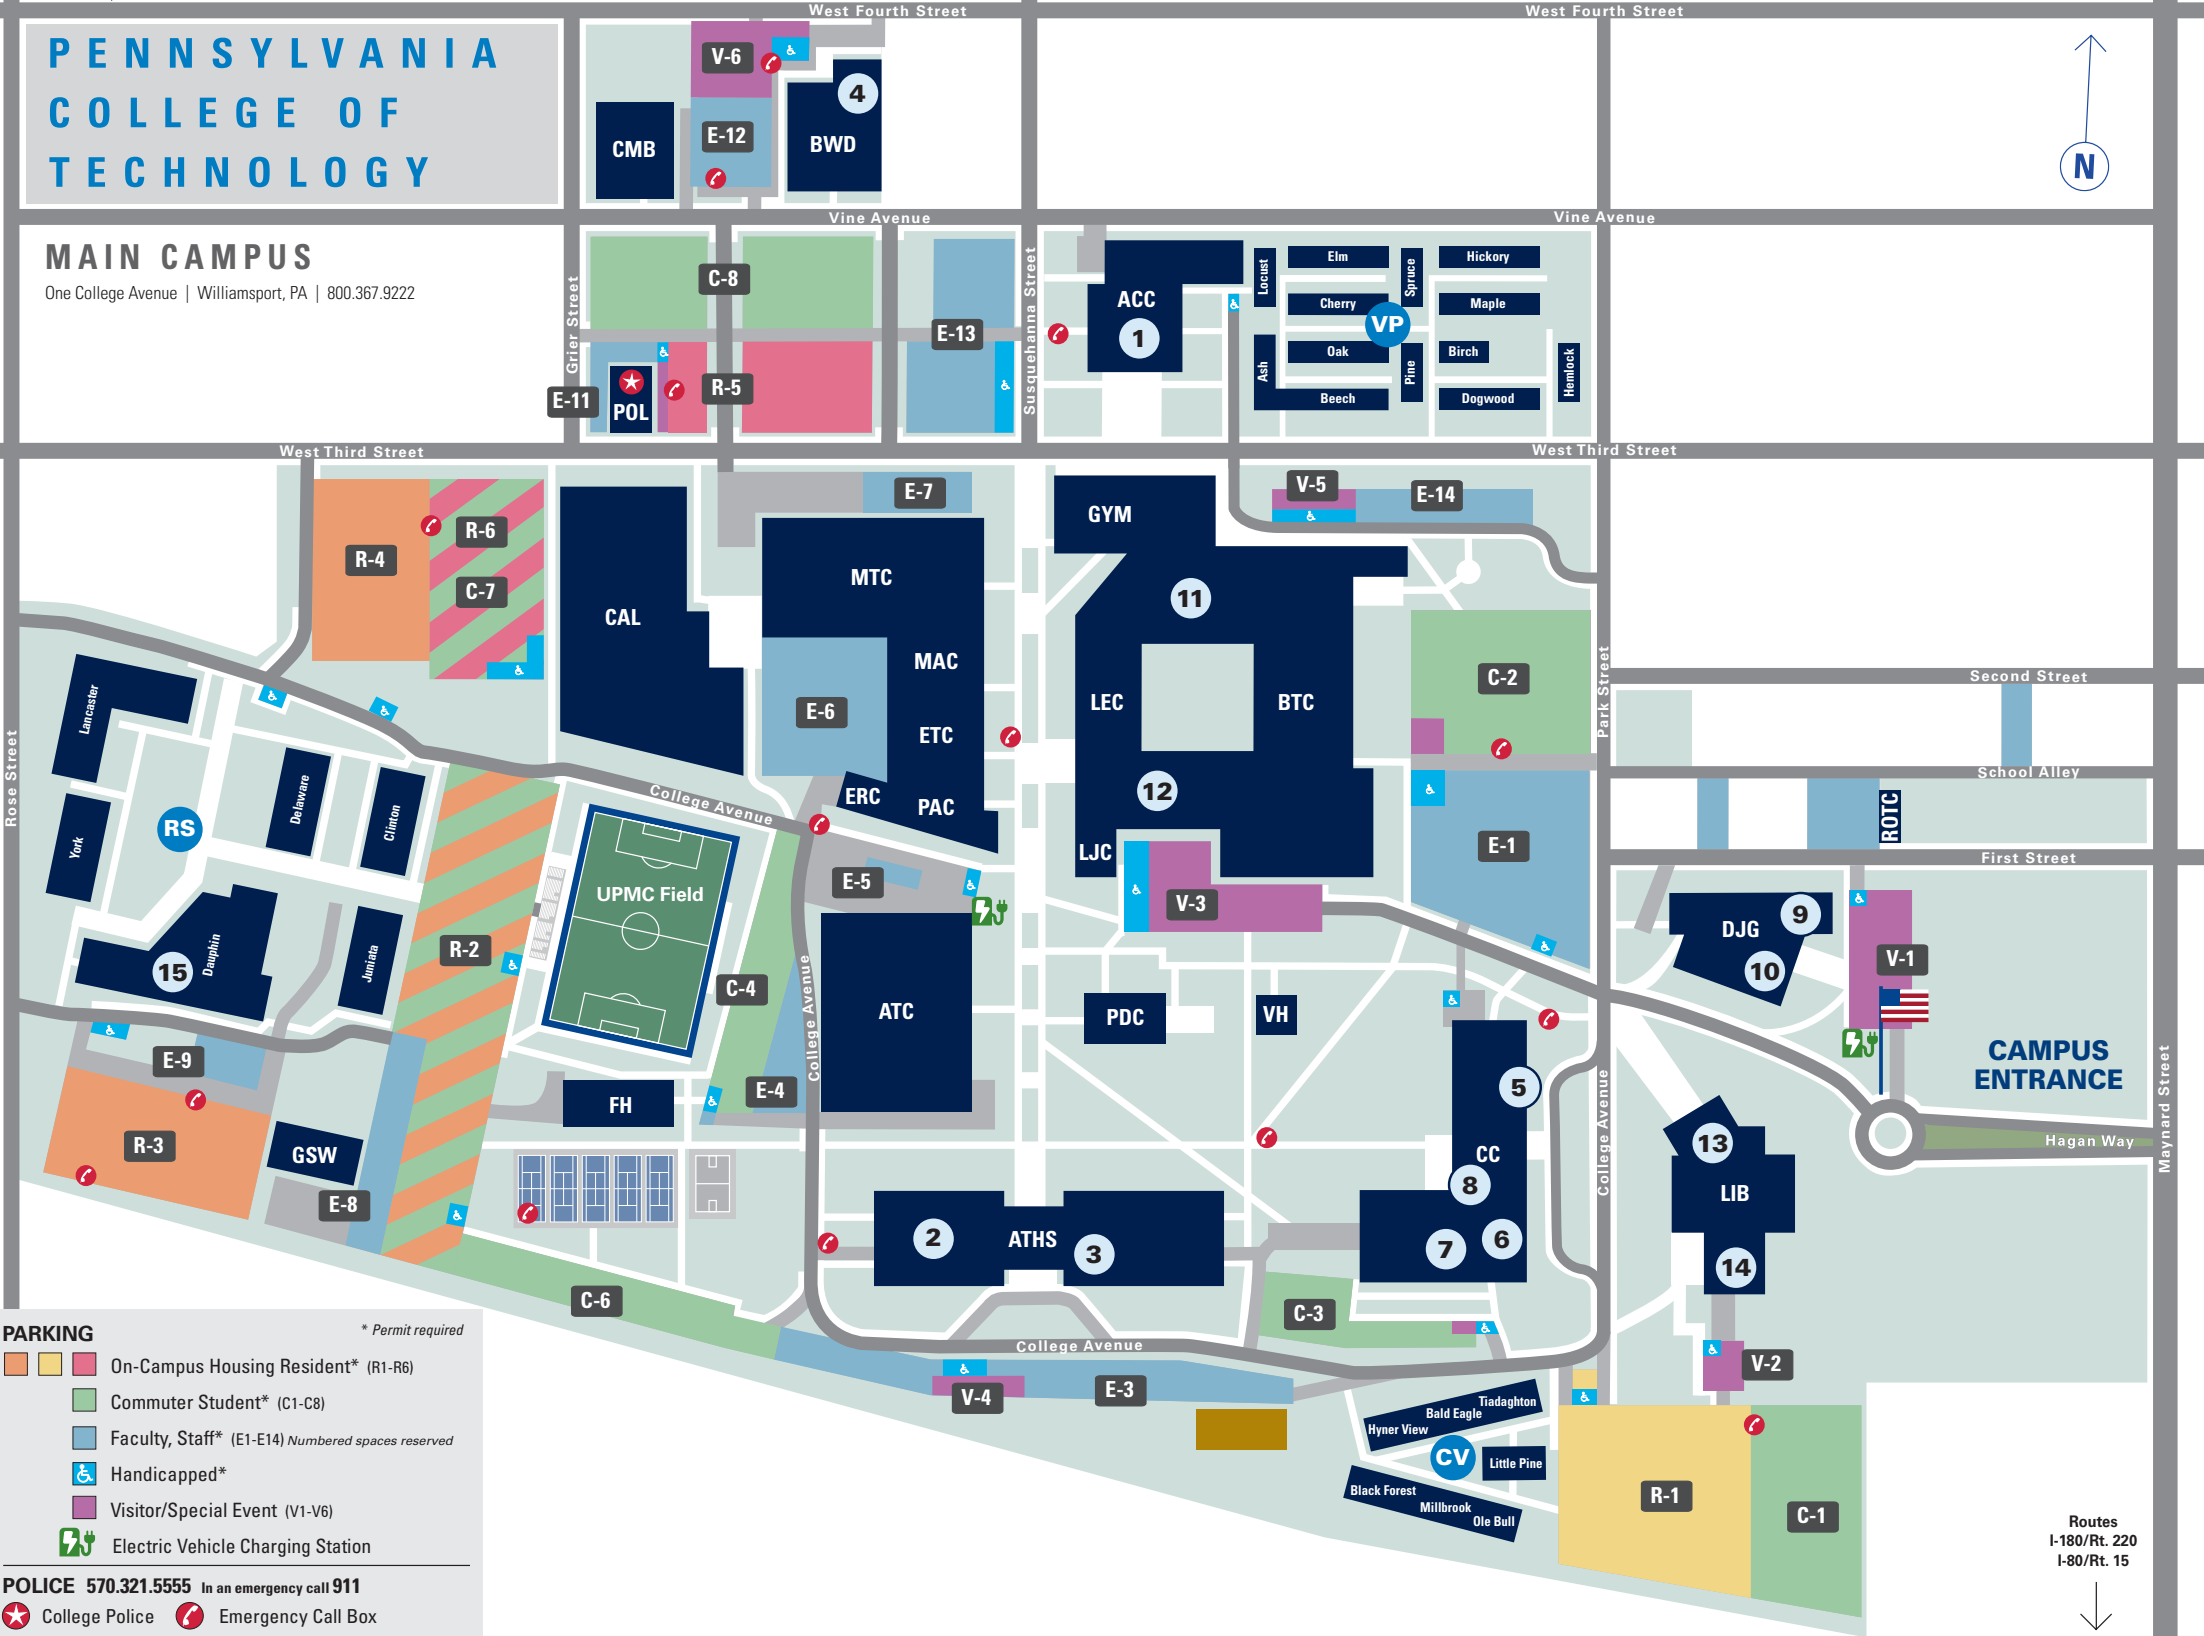 West Fourth Street
West Fourth Street
PENNSYLVANIA
COLLEGE OF
TECHNOLOGY
V-6
4
E-12
CMB
BWD
N
Vine Avenue
Vine Avenue
MAIN CAMPUS
One College Avenue | Williamsport, PA | 800.367.9222
Grier Street
C-8
E-13
Susquehanna Street
ACC
1
Locust
Elm
Spruce
Hickory
Cherry
VP
Maple
Ash
Oak
Pine
Birch
Hemlock
Beech
Dogwood
E-11
POL
R-5
West Third Street
West Third Street
R-4
R-6
C-7
CAL
E-7
MTC
MAC
E-6
ETC
ERC
PAC
GYM
11
LEC
BTC
12
LJC
V-5
E-14
C-2
Park Street
Second Street
School Alley
ROTC
First Street
E-1
V-3
Rose Street
Lancaster
Delaware
Clinton
York
RS
Dauphin
15
Juniata
College Avenue
UPMC Field
R-2
E-5
C-4
College Avenue
ATC
PDC
VH
DJG
9
10
V-1
CAMPUS
ENTRANCE
Maynard Street
Hagan Way
E-9
R-3
GSW
E-8
FH
E-4
5
CC
8
7
6
College Avenue
13
LIB
14
2
ATHS
3
C-6
C-3
College Avenue
V-4
E-3
V-2
Tiadaghton
Bald Eagle
Hyner View
CV
Little Pine
Black Forest
Millbrook
Ole Bull
R-1
C-1
Routes
I-180/Rt. 220
I-80/Rt. 15
PARKING
* Permit required
On-Campus Housing Resident* (R1-R6)
Commuter Student* (C1-C8)
Faculty, Staff* (E1-E14) Numbered spaces reserved
Handicapped*
Visitor/Special Event (V1-V6)
Electric Vehicle Charging Station
POLICE 570.321.5555 In an emergency call 911
College Police
Emergency Call Box